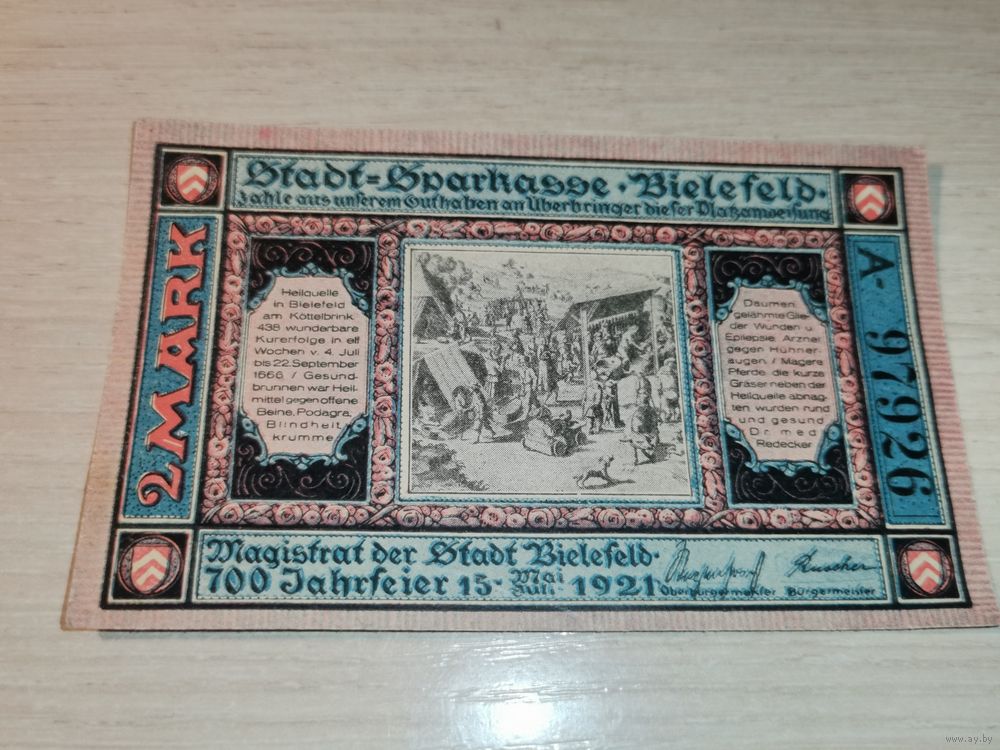 Stadt=Sparkasse · Bielefeld ·
Zahle aus unserem Guthaben an Überbringer dieser Platzanweisung
2 MARK
A- 97926
Heilquelle
in Bielefeld
am Köttelbrink
438 wunderbare
Kurerfolge in elf
Wochen v. 4. Juli
bis 22. September
1666 / Gesund-
brunnen war Heil-
mittel gegen offene
Beine, Podagra,
Blindheit
krumme
Daumen
gelähmte Glie-
der Wunden u.
Epilepsie. Arznei
gegen Hühner-
augen / Magere
Pferde die kurze
Gräser neben der
Heilquelle abnag-
ten wurden rund
und gesund
Dr. med
Redecker
Magistrat der Stadt Bielefeld ·
700 Jahrfeier 15. Mai Juli 1921
Oberbürgermeister Bürgermeister
www.ay.by